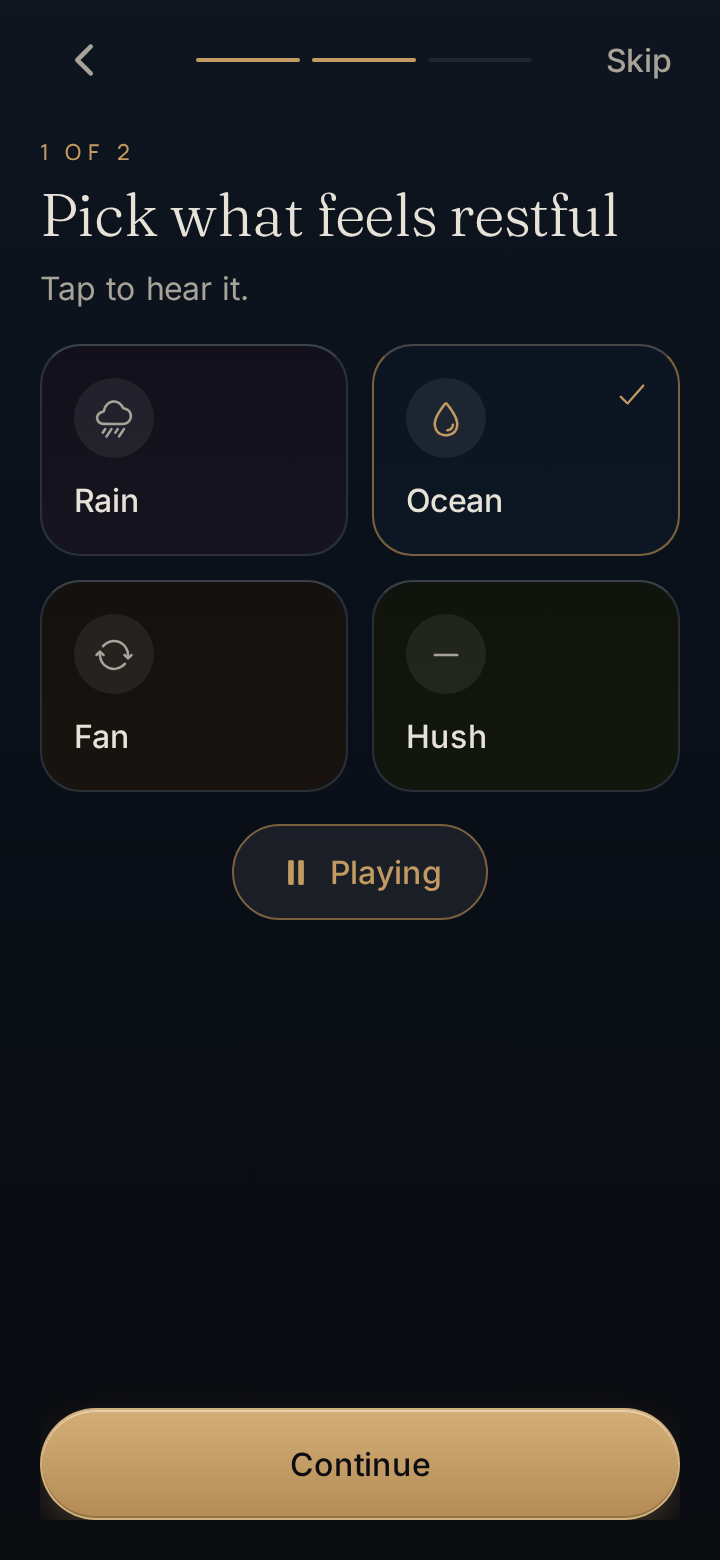 Skip
1 OF 2
Pick what feels restful
Tap to hear it.
Rain
Ocean
Fan
Hush
Playing
Continue